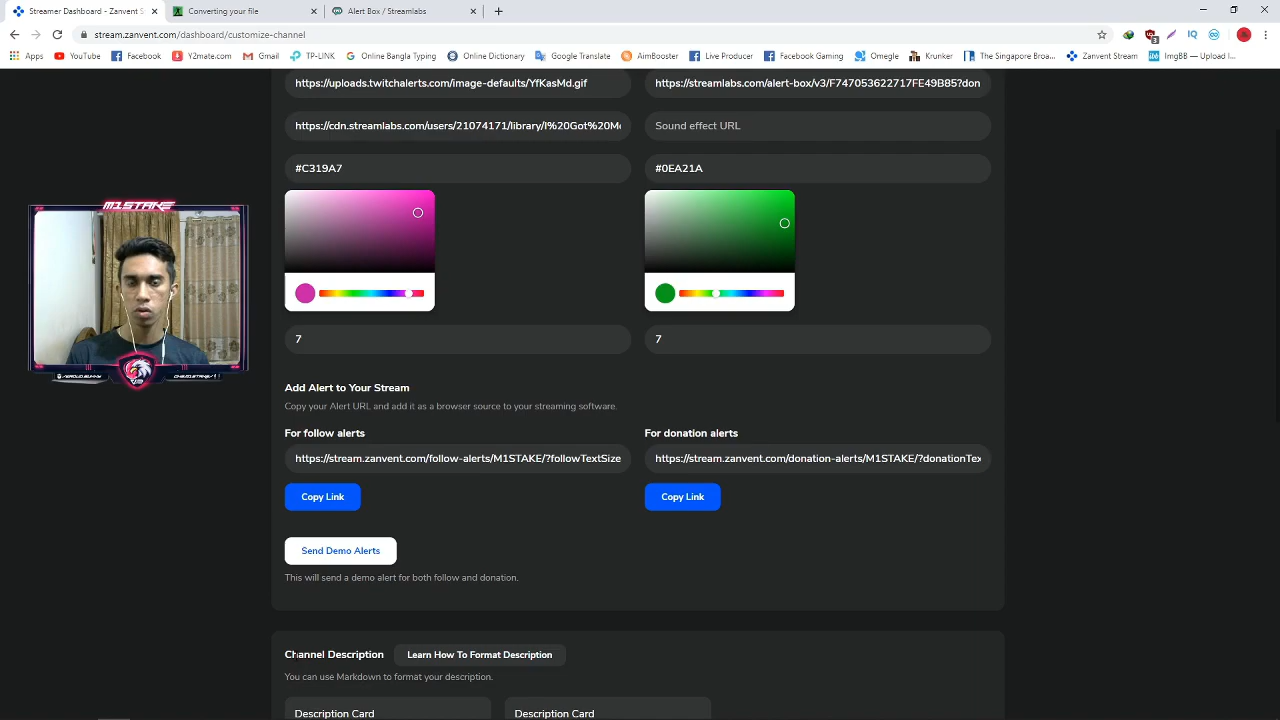 Streamer Dashboard - Zanvent S
Converting your file
Alert Box / Streamlabs
stream.zanvent.com/dashboard/customize-channel
3
IQ
Apps
YouTube
Facebook
Y2mate.com
Gmail
TP-LINK
Online Bangla Typing
Online Dictionary
Google Translate
AimBooster
Live Producer
Facebook Gaming
Omegle
Krunker
The Singapore Broa...
Zanvent Stream
ImgBB — Upload I...
https://uploads.twitchalerts.com/image-defaults/YfKasMd.gif
https://streamlabs.com/alert-box/v3/F747053622717FE49B85?don
https://cdn.streamlabs.com/users/21074171/library/I%20Got%20M
Sound effect URL
#C319A7
#0EA21A
M1STAKE
7
7
Add Alert to Your Stream
Copy your Alert URL and add it as a browser source to your streaming software.
For follow alerts
For donation alerts
https://stream.zanvent.com/follow-alerts/M1STAKE/?followTextSize
https://stream.zanvent.com/donation-alerts/M1STAKE/?donationTex
Copy Link
Copy Link
Send Demo Alerts
This will send a demo alert for both follow and donation.
Channel Description
Learn How To Format Description
You can use Markdown to format your description.
Description Card
Description Card